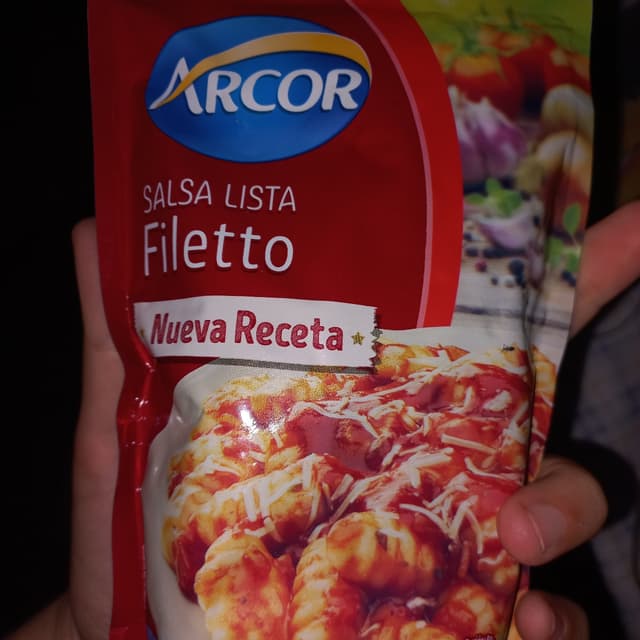 ARCOR
SALSA LISTA
Filetto
Nueva Receta